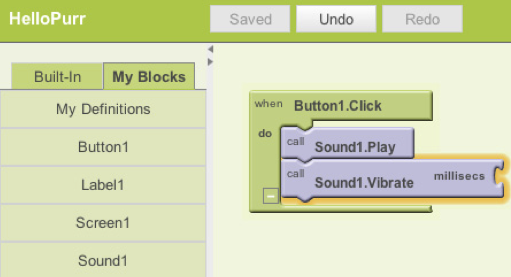 HelloPurr
Saved Undo Redo
Built-In My Blocks
My Definitions
Button1
Label1
Screen1
Sound1
when Button1.Click
do
call Sound1.Play
call Sound1.Vibrate millisecs